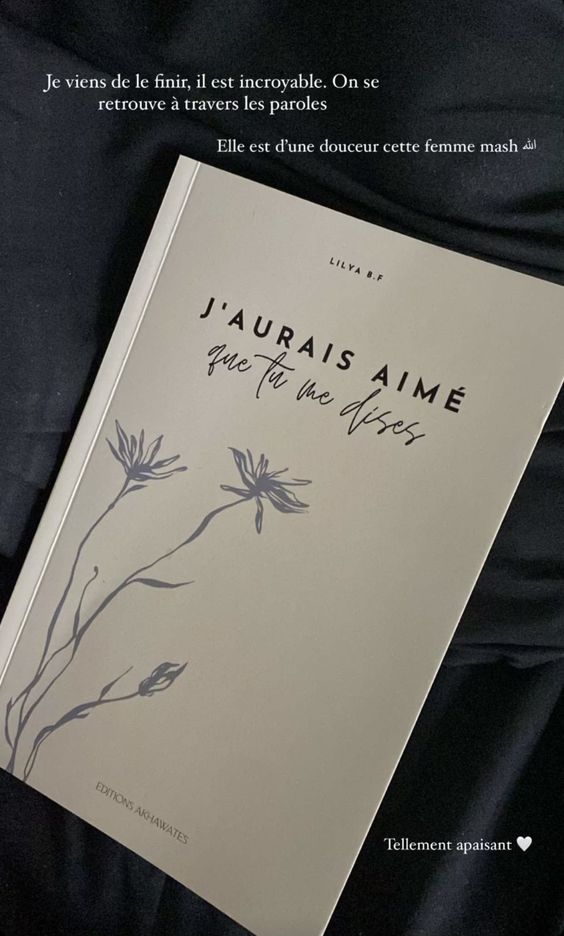 Je viens de le finir, il est incroyable. On se
retrouve à travers les paroles
Elle est d’une douceur cette femme mash ﷲ
LILYA B.F
J'AURAIS AIMÉ
que tu me dises
EDITIONS AKHAWATES
Tellement apaisant 🤍